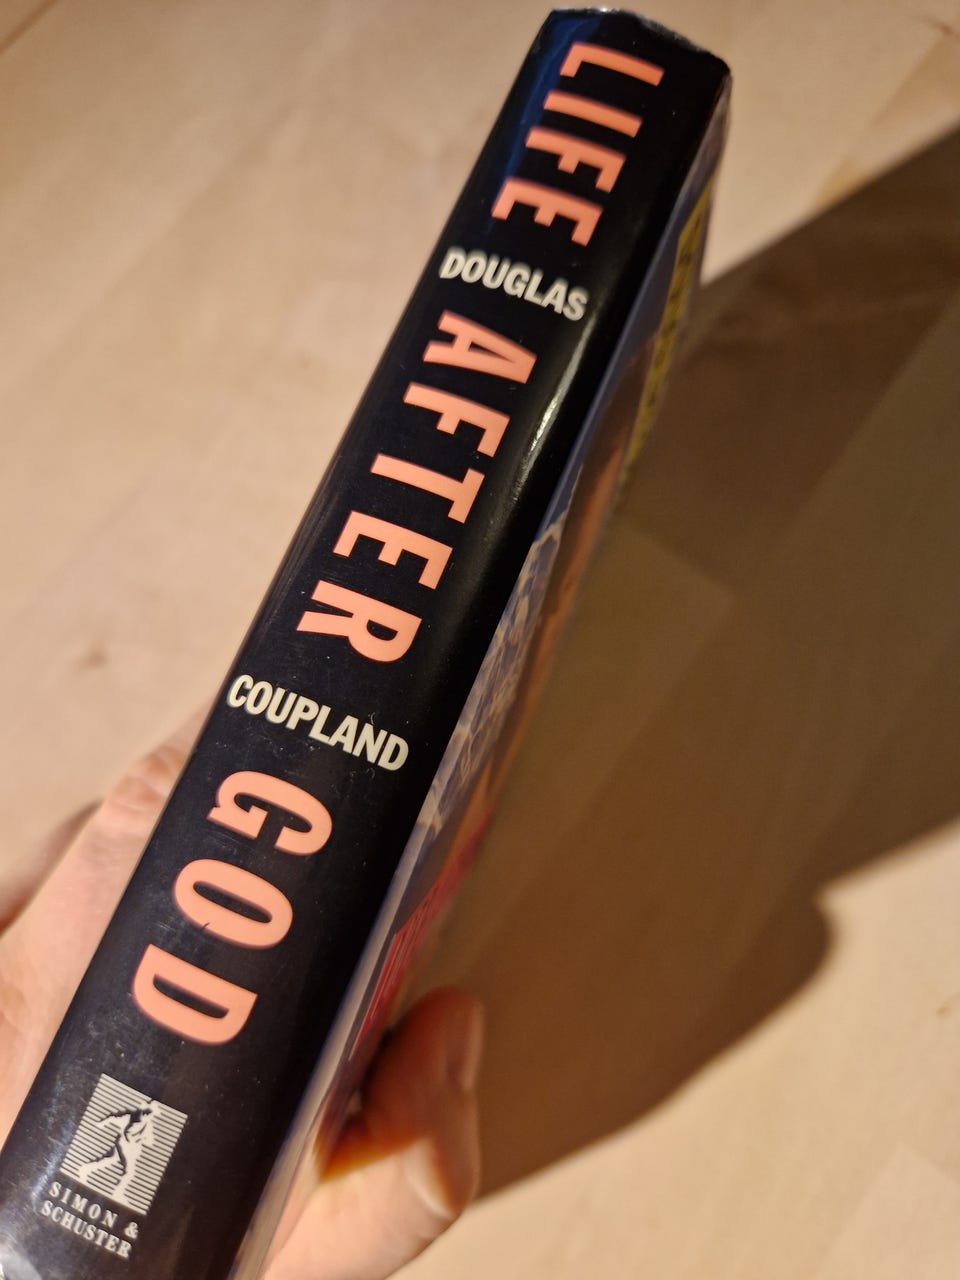 LIFE
DOUGLAS
AFTER
COUPLAND
GOD
SIMON &
SCHUSTER